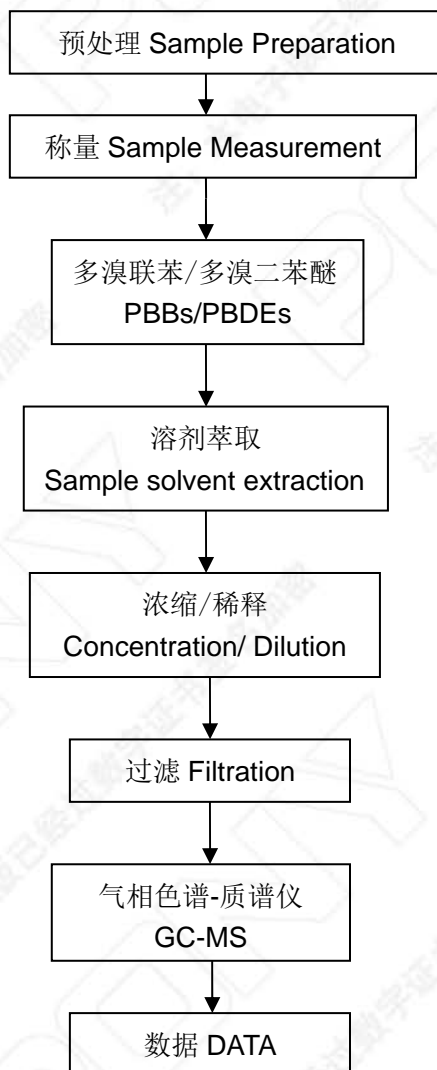 预处理 Sample Preparation
称量 Sample Measurement
多溴联苯/多溴二苯醚
PBBs/PBDEs
溶剂萃取
Sample solvent extraction
浓缩/稀释
Concentration/ Dilution
过滤 Filtration
气相色谱-质谱仪
GC-MS
数据 DATA